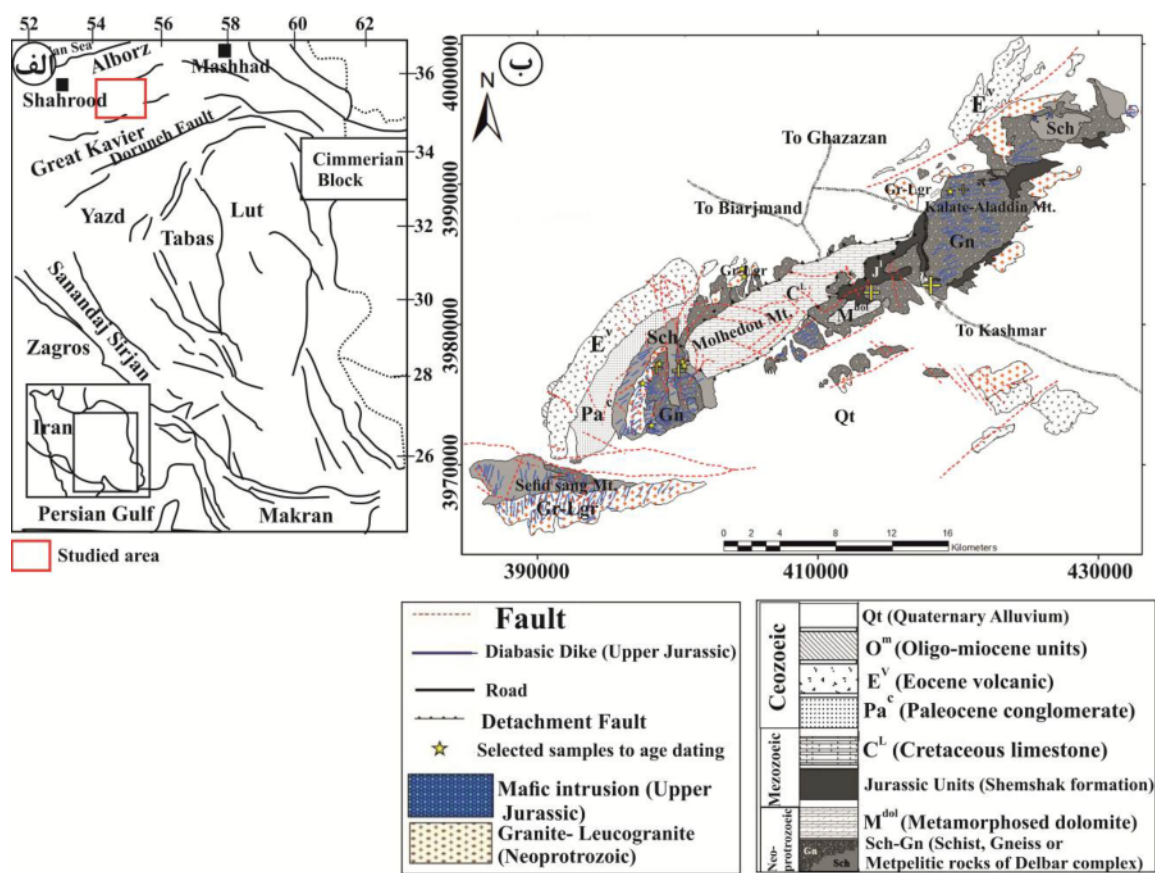 52 54 56 58 60 62
الف
an Sea
Alborz
Mashhad
36
Shahrood
Great Kavier
Doruneh Fault
34
Cimmerian
Block
Yazd
Lut
32
Tabas
Sanandaj Sirjan
30
Zagros
28
Iran
26
Persian Gulf
Makran
Studied area
ب
N
4000000
3990000
3980000
3970000
E v
Sch
To Ghazazan
Gr-Lgr
Kalate-Aladdin Mt.
To Biarjmand
Gn
Gr-Lgr
J
C L
M dol
Molhedou Mt.
Sch
E v
To Kashmar
Pa c
Gn
Qt
Sefid sang Mt.
Gr-Lgr
0 2 4 8 12 16
Kilometers
390000 410000 430000
Fault
Diabasic Dike (Upper Jurassic)
Road
Detachment Fault
Selected samples to age dating
Mafic intrusion (Upper
Jurassic)
Granite- Leucogranite
(Neoprotrozoic)
Ceozoeic
Qt (Quaternary Alluvium)
O m (Oligo-miocene units)
E V (Eocene volcanic)
Pa c (Paleocene conglomerate)
Mezozoeic
C L (Cretaceous limestone)
Jurassic Units (Shemshak formation)
Neo-
protrozoeic
M dol (Metamorphosed dolomite)
Gn
Sch
Sch-Gn (Schist, Gneiss or
Metpelitic rocks of Delbar complex)